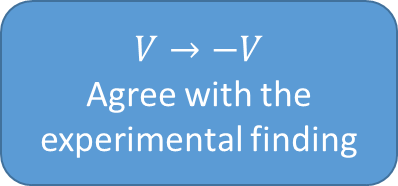 V → −V
Agree with the
experimental finding